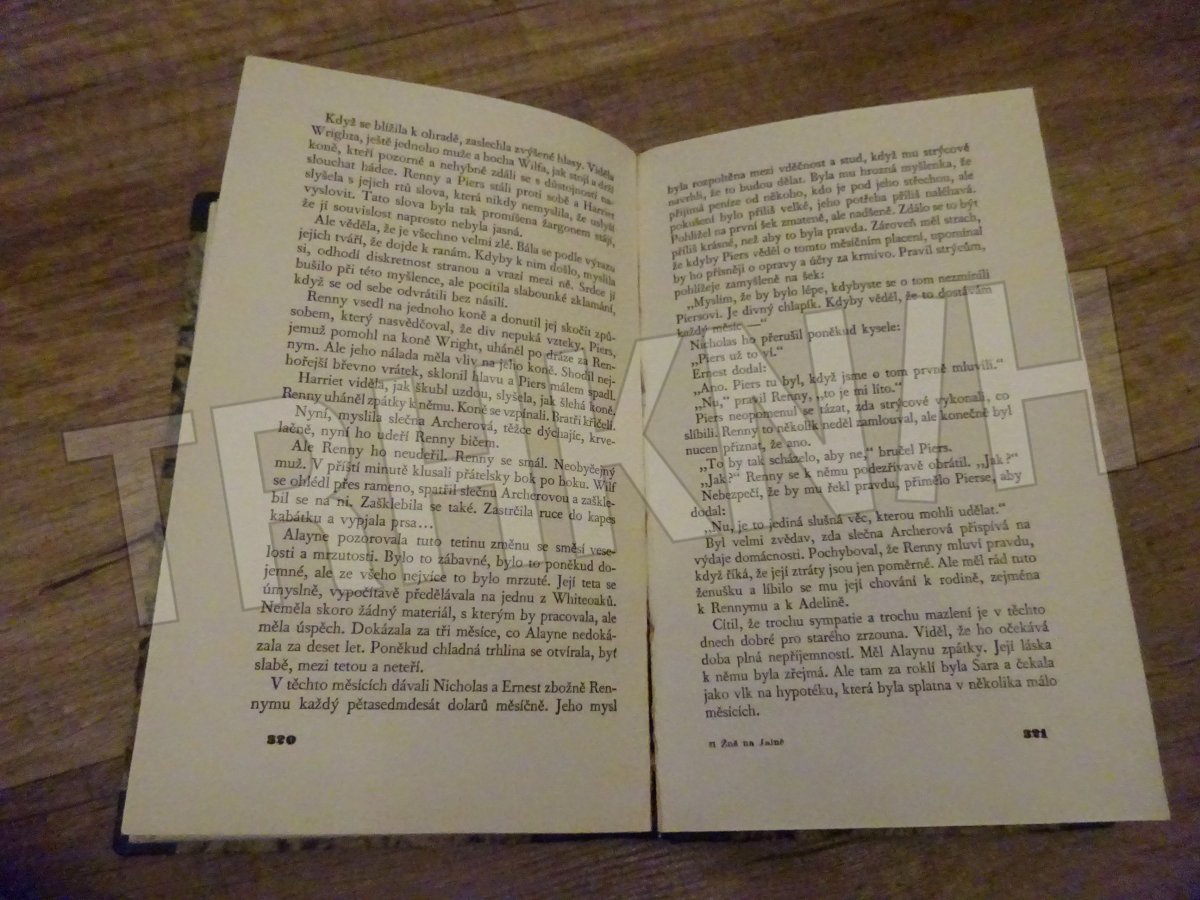 Když se blížila k ohradě, zaslechla zvýšené hlasy. Viděla
Wrighza, ještě jednoho muže a hocha Wilfa, jak stojí a drží
koně, kteří pozorně a nehybně zdáli se s důstojností na-
slouchat hádce. Renny a Piers stáli proti sobě a Harriet
slyšela s jejich rtů slova, která nikdy nemyslila, že uslyší
vyslovit. Tato slova byla tak promíšena žargonem stájí,
že jí souvislost naprosto nebyla jasná.
Ale věděla, že je všechno velmi zlé. Bála se podle výrazu
jejich tváří, že dojde k ranám. Kdyby k nim došlo, myslila
si, odhodí diskretnost stranou a vrazí mezi ně. Srdce jí
bušilo při této myšlence, ale pocítila slabounké zklamání,
když se od sebe odvrátili bez násilí.
Renny vsedl na jednoho koně a donutil jej skočit způ-
sobem, který nasvědčoval, že div nepuká vzteky. Piers,
jemuž pomohl na koně Wright, uháněl po dráze za Ren-
nym. Ale jeho nálada měla vliv na jeho koně. Shodil nej-
hořejší břevno vrátek, sklonil hlavu a Piers málem spadl.
Harriet viděla, jak škubl uzdou, slyšela, jak šlehá koně.
Renny uháněl zpátky k němu. Koně se vzpínali. Bratři křičeli.
Nyní, myslila slečna Archerová, těžce dýchajíc, krve-
lačně, nyní ho udeří Renny bičem.
Ale Renny ho neudeřil. Renny se smál. Neobyčejný
muž. V příští minutě klusali přátelsky bok po boku. Wilf
se ohlédl přes rameno, spatřil slečnu Archerovou a zašklе-
bil se na ni. Zašklebila se také. Zastrčila ruce do kapes
kabátku a vypjala prsa...
Alayne pozorovala tuto tetinu změnu se směsí vese-
losti a mrzutosti. Bylo to zábavné, bylo to poněkud do-
jemné, ale ze všeho nejvíce to bylo mrzuté. Její teta se
úmyslně, vypočítavě předělávala na jednu z Whiteoaků.
Neměla skoro žádný materiál, s kterým by pracovala, ale
měla úspěch. Dokázala za tři měsíce, co Alayne nedoká-
zala za deset let. Poněkud chladná trhlina se otvírala, byť
slabě, mezi tetou a neteří.
V těchto měsících dávali Nicholas a Ernest zbožně Ren-
nymu každý pětasedmdesát dolarů měsíčně. Jeho mysl
370
byla rozpoltěna mezi vděčnost a stud, když mu strýcové
navrhli, že to budou dělat. Byla mu hrozná myšlenka, že
přijímá peníze od někoho, kdo je pod jeho střechou, ale
pokušení bylo příliš velké, jeho potřeba příliš naléhavá.
Pohlížel na první šek zmateně, ale nadšeně. Zdálo se to být
příliš krásné, než aby to byla pravda. Zároveň měl strach,
že kdyby Piers věděl o tomto měsíčním placení, upomínal
by ho přísněji o opravy a účty za krmivo. Pravil strýcům,
pohlížeje zamyšleně na šek:
„Myslím, že by bylo lépe, kdybyste se o tom nezmínili
Piersovi. Je divný chlapík. Kdyby věděl, že to dostávám
každý měsíc —“
Nicholas ho přerušil poněkud kysele:
„Piers už to ví.“
Ernest dodal:
„Ano. Piers tu byl, když jsme o tom prvně mluvili.“
„Nu,“ pravil Renny, „to je mi líto.“
Piers neopomenul se tázat, zda strýcové vykonali, co
slíbili. Renny to několik neděl zamlouval, ale konečně byl
nucen přiznat, že ano.
„To by tak scházelo, aby ne,“ bručel Piers.
„Jak?“ Renny se k němu podezřívavě obrátil. „Jak?“
Nebezpečí, že by mu řekl pravdu, přimělo Pierse, aby
dodal:
„Nu, je to jediná slušná věc, kterou mohli udělat.“
Byl velmi zvědav, zda slečna Archerová přispívá na
výdaje domácnosti. Pochyboval, že Renny mluví pravdu,
když říká, že její ztráty jsou jen poměrné. Ale měl rád tuto
ženušku a líbilo se mu její chování k rodině, zejména
k Rennymu a k Adelině.
Cítil, že trochu sympatie a trochu mazlení je v těchto
dnech dobré pro starého zrzouna. Viděl, že ho očekává
doba plná nepříjemností. Měl Alaynu zpátky. Její láska
k němu byla zřejmá. Ale tam za roklí byla Sara a čekala
jako vlk na hypotéku, která byla splatna v několika málo
měsících.
21 Žně na Jalně
371
TRHKNIH